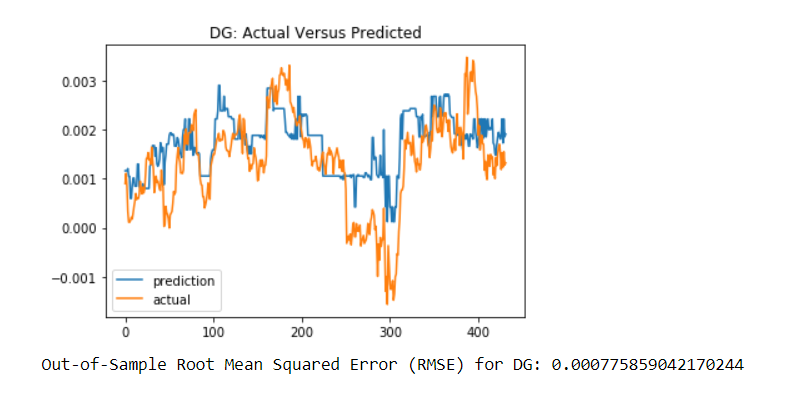 DG: Actual Versus Predicted
0.003
0.002
0.001
0.000
−0.001
prediction
actual
0 100 200 300 400
Out-of-Sample Root Mean Squared Error (RMSE) for DG: 0.000775859042170244